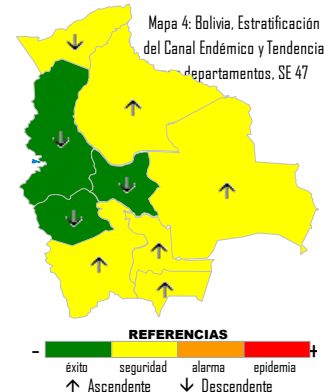 Mapa 4: Bolivia, Estratificación
del Canal Endémico y Tendencia
departamentos, SE 47
REFERENCIAS
- +
éxito seguridad alarma epidemia
↑ Ascendente ↓ Descendente